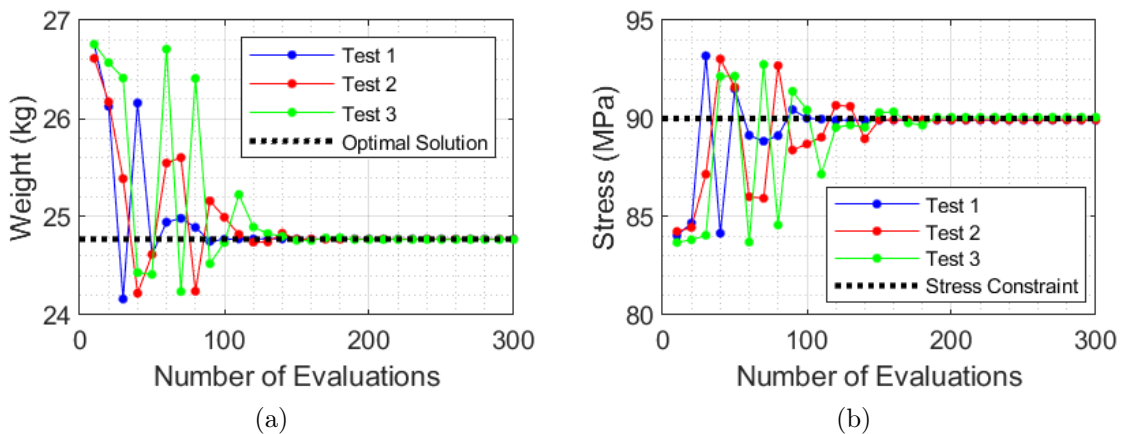 27
26
25
24
Weight (kg)
0
100
200
300
Number of Evaluations
Test 1
Test 2
Test 3
Optimal Solution
(a)
95
90
85
80
Stress (MPa)
0
100
200
300
Number of Evaluations
Test 1
Test 2
Test 3
Stress Constraint
(b)